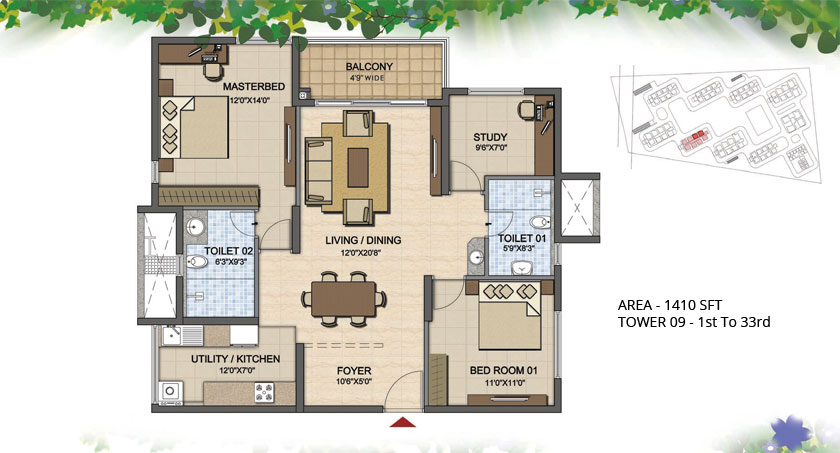 BALCONY
4'9" WIDE
MASTERBED
12'0"X14'0"
STUDY
9'6"X7'0"
LIVING / DINING
12'0"X20'8"
TOILET 01
5'9"X8'3"
TOILET 02
6'3"X9'3"
UTILITY / KITCHEN
12'0"X7'0"
FOYER
10'6"X5'0"
BED ROOM 01
11'0"X11'0"
AREA - 1410 SFT
TOWER 09 - 1st To 33rd